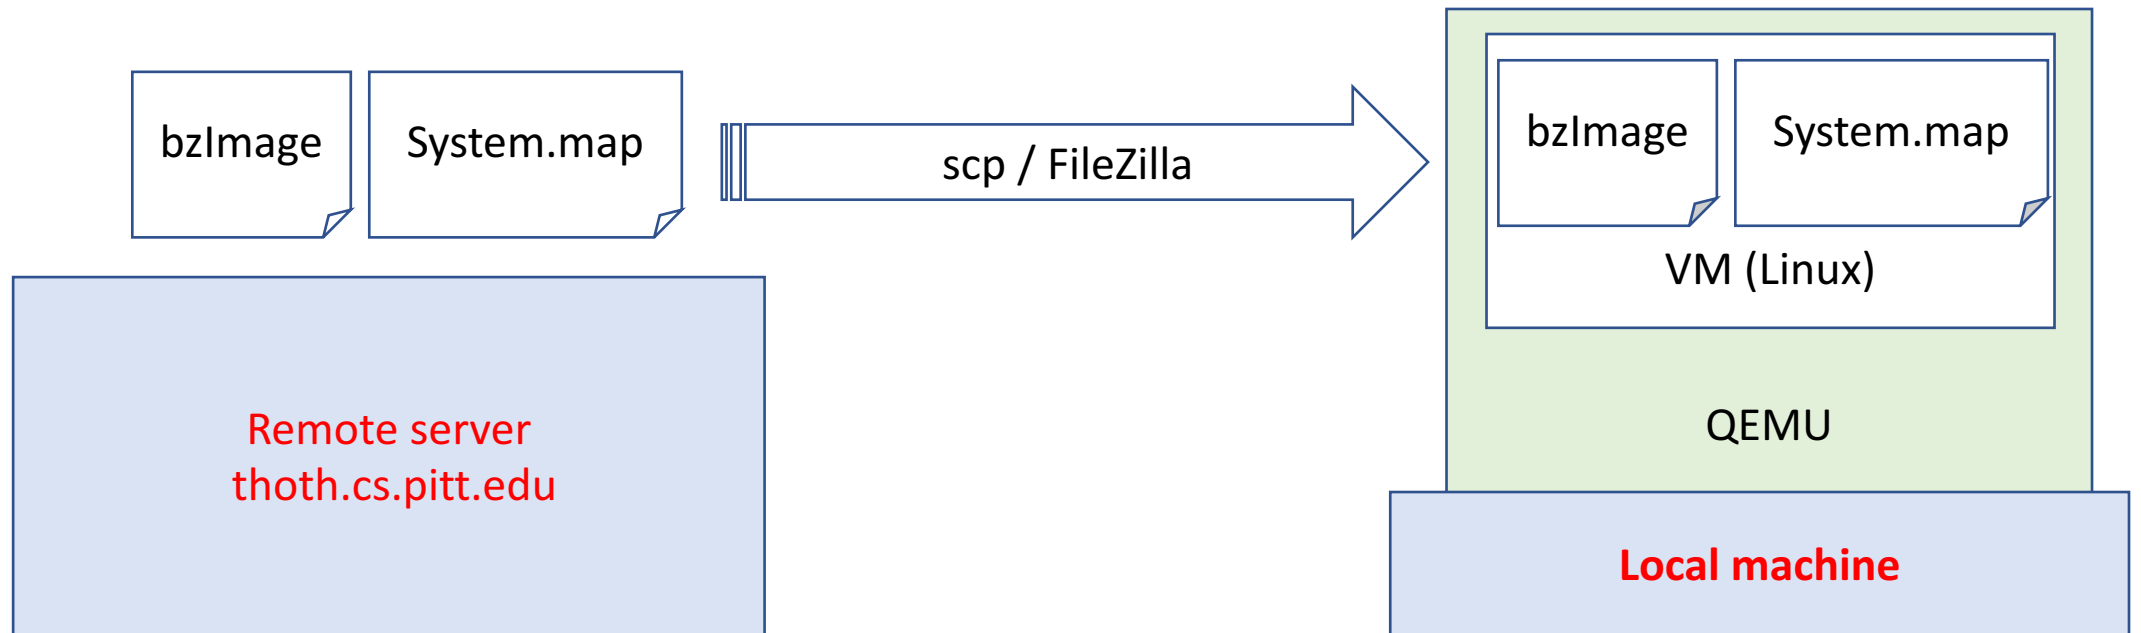 bzImage
System.map
scp / FileZilla
bzImage
System.map
VM (Linux)
QEMU
Remote server
thoth.cs.pitt.edu
Local machine